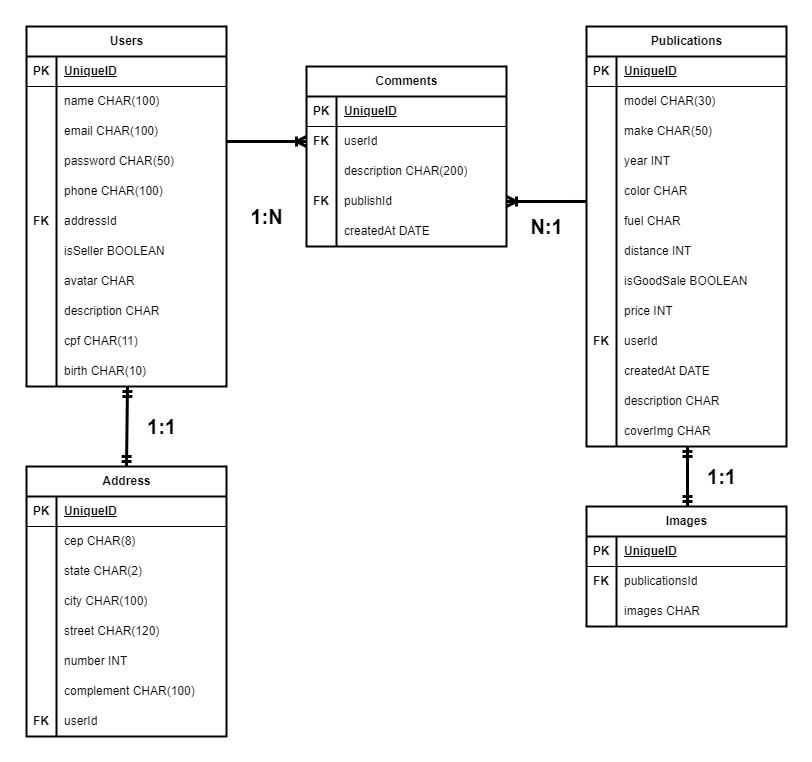 Users
PK UniqueID
name CHAR(100)
email CHAR(100)
password CHAR(50)
phone CHAR(100)
FK addressId
isSeller BOOLEAN
avatar CHAR
description CHAR
cpf CHAR(11)
birth CHAR(10)
1:N
Comments
PK UniqueID
FK userId
description CHAR(200)
FK publishId
createdAt DATE
N:1
Publications
PK UniqueID
model CHAR(30)
make CHAR(50)
year INT
color CHAR
fuel CHAR
distance INT
isGoodSale BOOLEAN
price INT
FK userId
createdAt DATE
description CHAR
coverImg CHAR
1:1
Address
PK UniqueID
cep CHAR(8)
state CHAR(2)
city CHAR(100)
street CHAR(120)
number INT
complement CHAR(100)
FK userId
1:1
Images
PK UniqueID
FK publicationsId
images CHAR